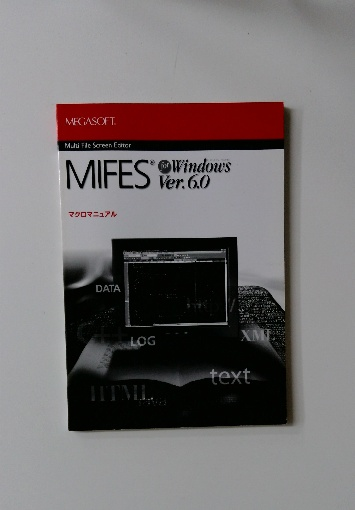 MEGASOFT.
Multi File Screen Editor
MIFES® for Windows
Ver.6.0
マクロマニュアル
DATA
C++
XML
LOG
text
HTML